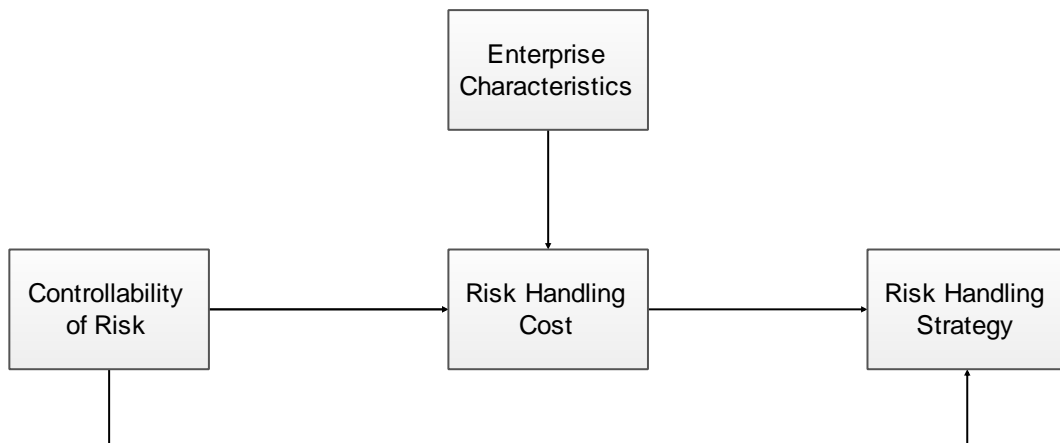 Enterprise
Characteristics
Controllability
of Risk
Risk Handling
Cost
Risk Handling
Strategy